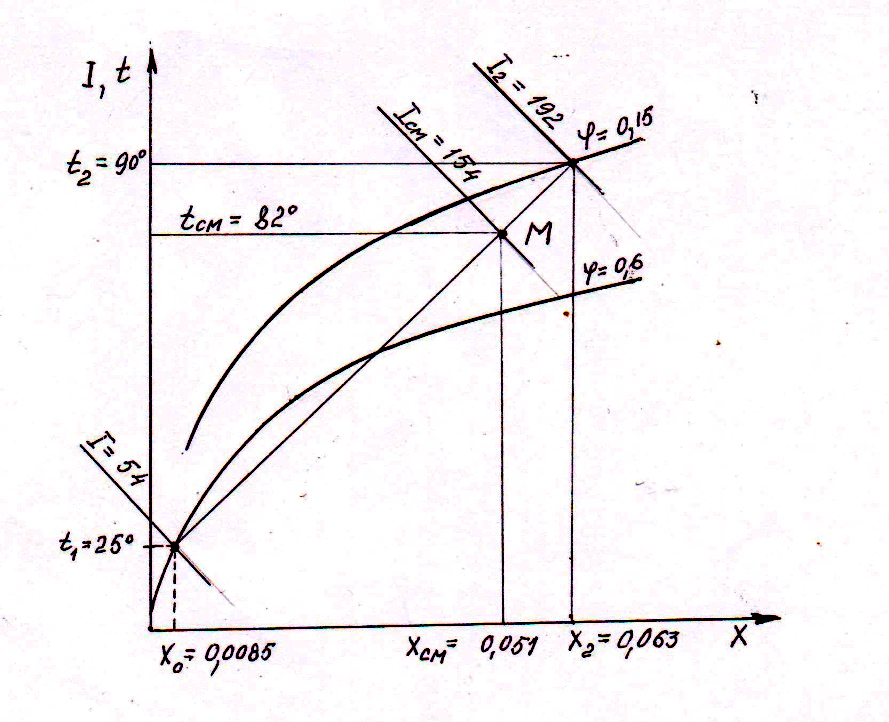 I, t
I₂ = 192
φ = 0,15
Iсм = 154
t₂ = 90°
tсм = 82°
М
φ = 0,6
I = 54
t₁ = 25°
X₀ = 0,0085
Xсм = 0,051
X₂ = 0,063
X